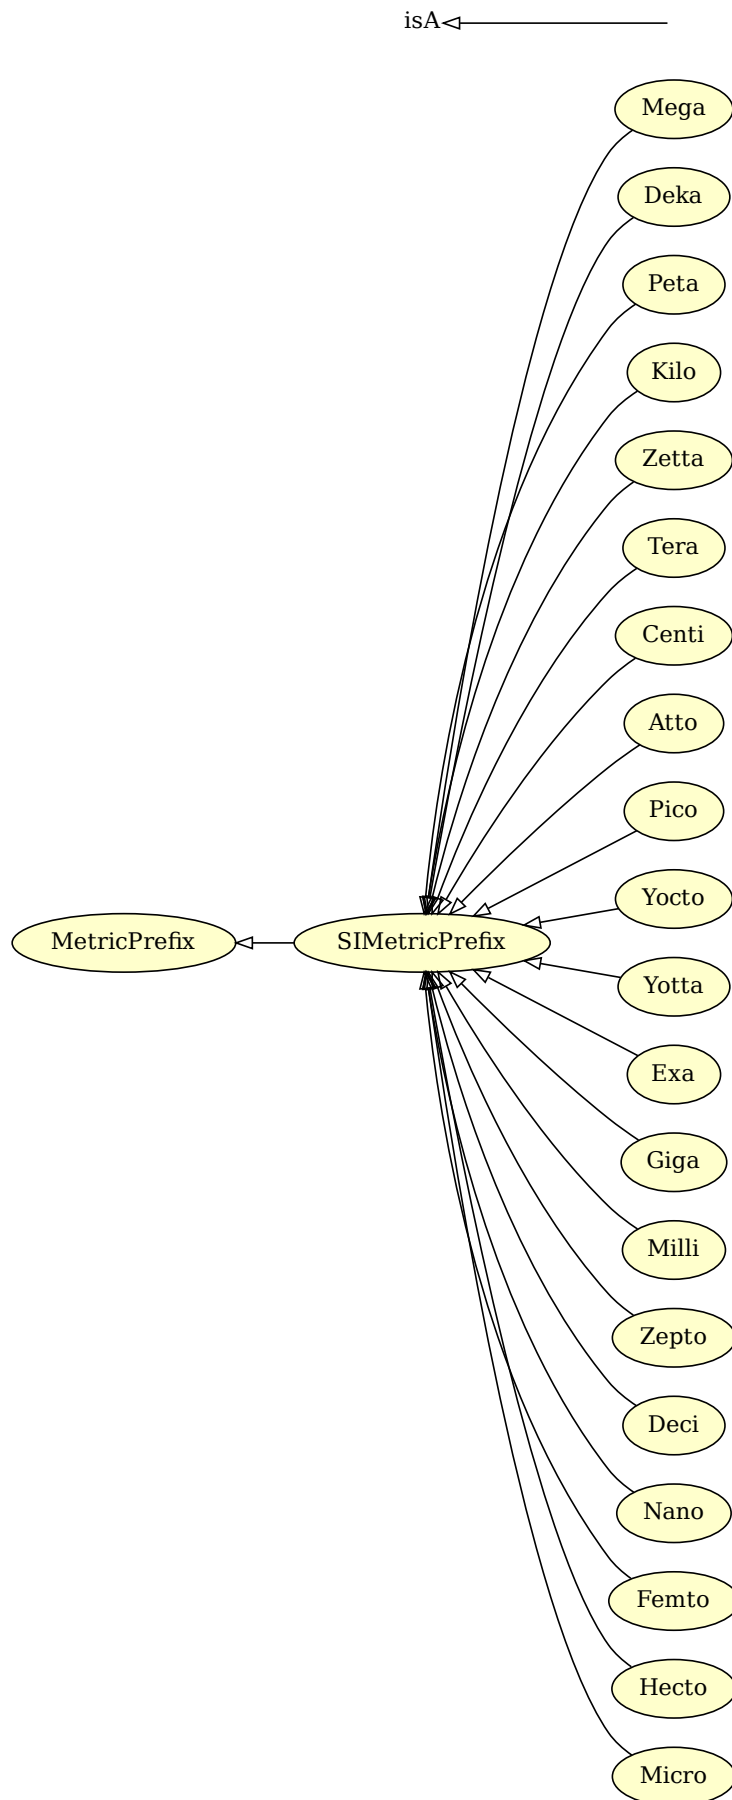 isA
Mega
Deka
Peta
Kilo
Zetta
Tera
Centi
Atto
Pico
Yocto
MetricPrefix
SIMetricPrefix
Yotta
Exa
Giga
Milli
Zepto
Deci
Nano
Femto
Hecto
Micro